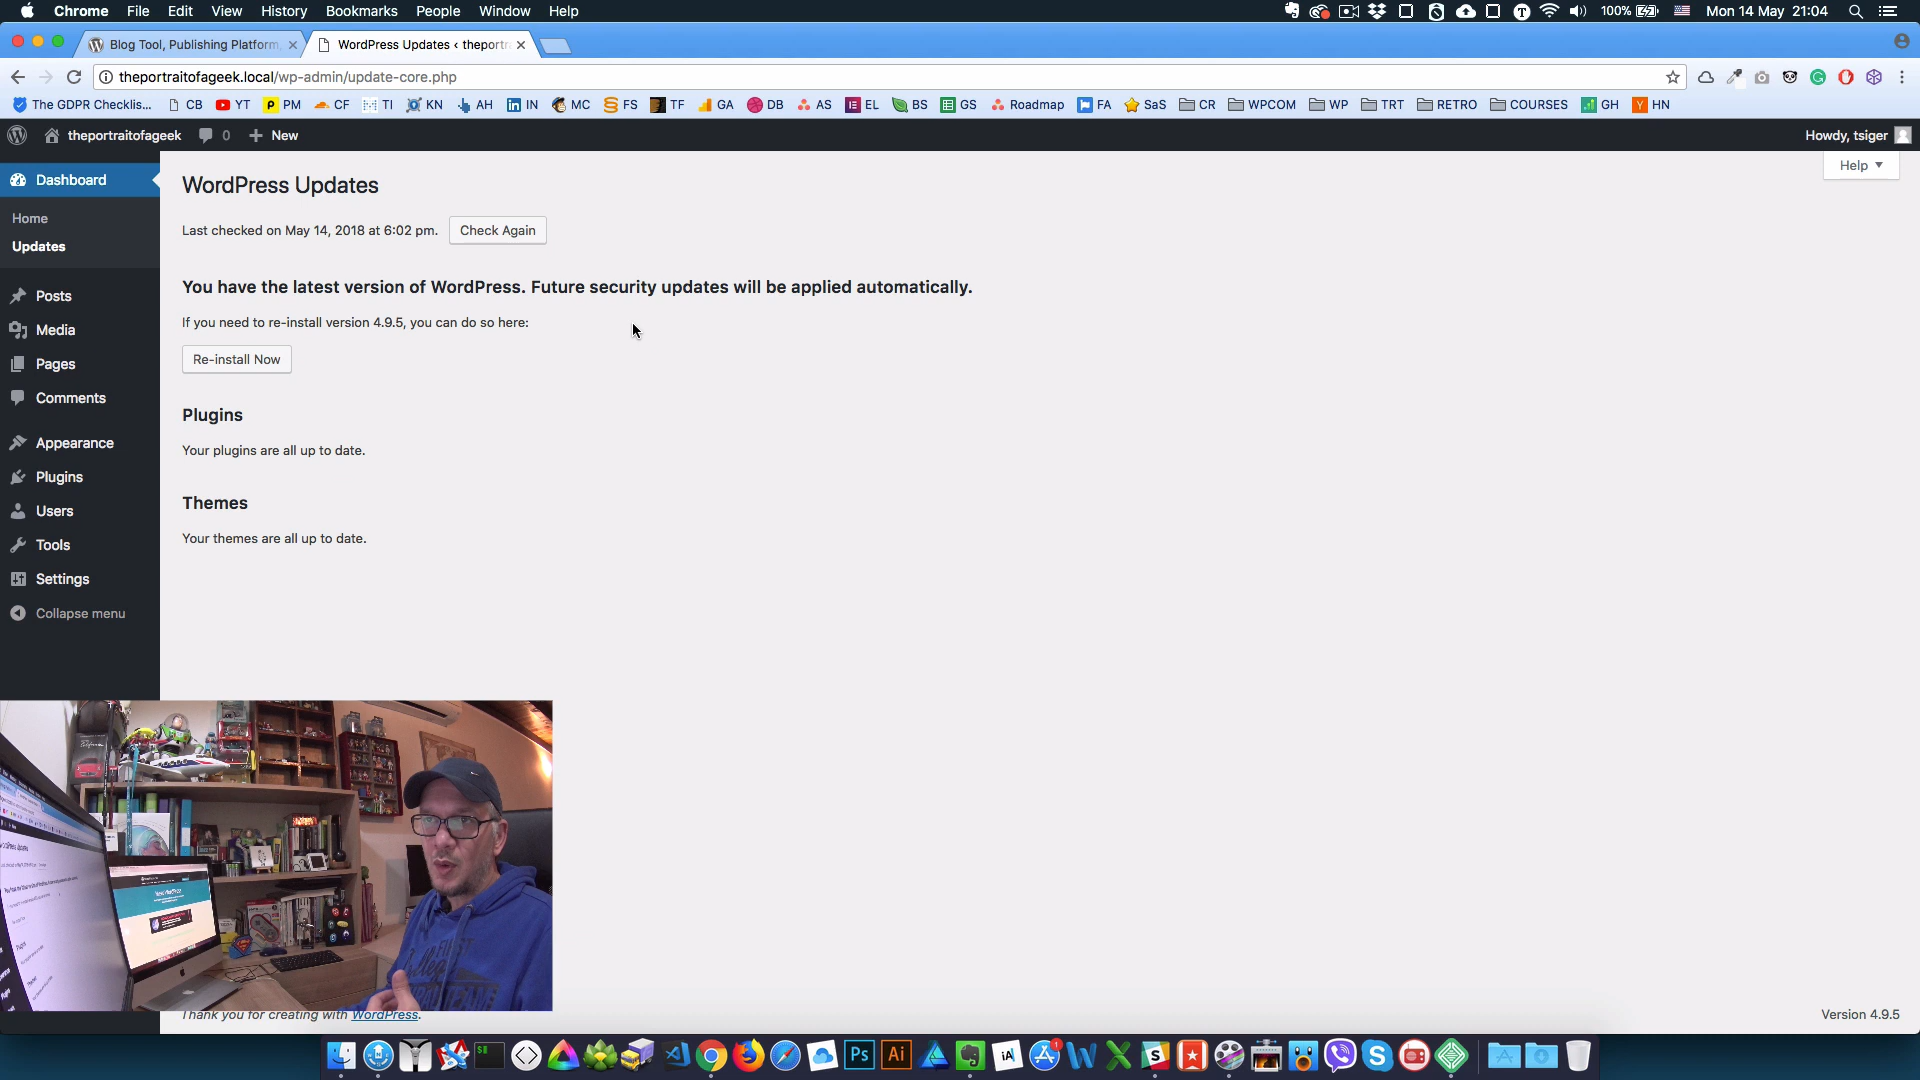 Chrome File Edit View History Bookmarks People Window Help
100% Mon 14 May 21:04
Blog Tool, Publishing Platform,
WordPress Updates ‹ theportr
theportraitofageek.local/wp-admin/update-core.php
The GDPR Checklis... CB YT PM CF TI KN AH IN MC FS TF GA DB AS EL BS GS Roadmap FA SaS CR WPCOM WP TRT RETRO COURSES GH HN
theportraitofageek 0 New
Howdy, tsiger
Help
Dashboard
Home
Updates
Posts
Media
Pages
Comments
Appearance
Plugins
Users
Tools
Settings
Collapse menu
WordPress Updates
Last checked on May 14, 2018 at 6:02 pm. Check Again
You have the latest version of WordPress. Future security updates will be applied automatically.
If you need to re-install version 4.9.5, you can do so here:
Re-install Now
Plugins
Your plugins are all up to date.
Themes
Your themes are all up to date.
Thank you for creating with WordPress.
Version 4.9.5
Ps
Ai
iA